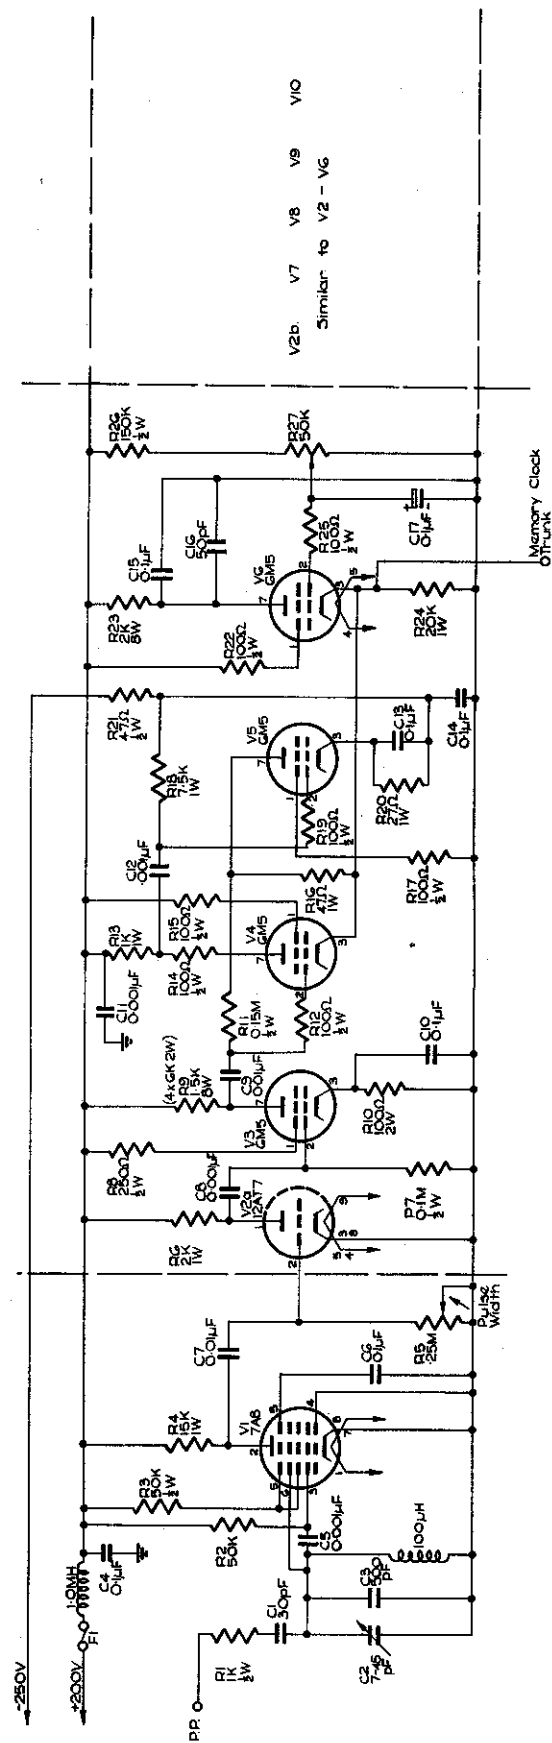 -250V
+200V
F1
1.0MH
C4
0.1µF
P.P.
R1
1K
½W
C1
30pF
C2
7-45
pF
C3
500
pF
100µH
C5
0.001µF
R2
50K
R3
50K
½W
R4
15K
1W
V1
7A8
C7
0.01µF
C6
0.1µF
R5
.25M
Pulse
Width
R6
2K
1W
V2a
12AT7
C8
0.001µF
R7
0.1M
½W
R8
250Ω
½W
(4x6K 2W)
R9
1.5K
8W
V3
6M5
C9
0.01µF
R10
100Ω
2W
C10
0.1µF
C11
0.001µF
R11
0.15M
½W
R12
100Ω
½W
R13
1K
1W
R14
100Ω
½W
R15
100Ω
½W
V4
6M5
C12
.001µF
R16
47Ω
1W
R17
100Ω
½W
R18
7.5K
1W
R19
100Ω
½W
V5
6M5
R20
27Ω
1W
C13
0.1µF
C14
0.1µF
R21
47Ω
½W
R22
100Ω
½W
R23
2K
8W
V6
6M5
C15
0.1µF
C16
50pF
R24
20K
1W
R25
100Ω
½W
C17
0.1µF
R26
150K
½W
R27
50K
Memory Clock
Trunk
V2b. V7 V8 V9 V10
Similar to V2 - V6